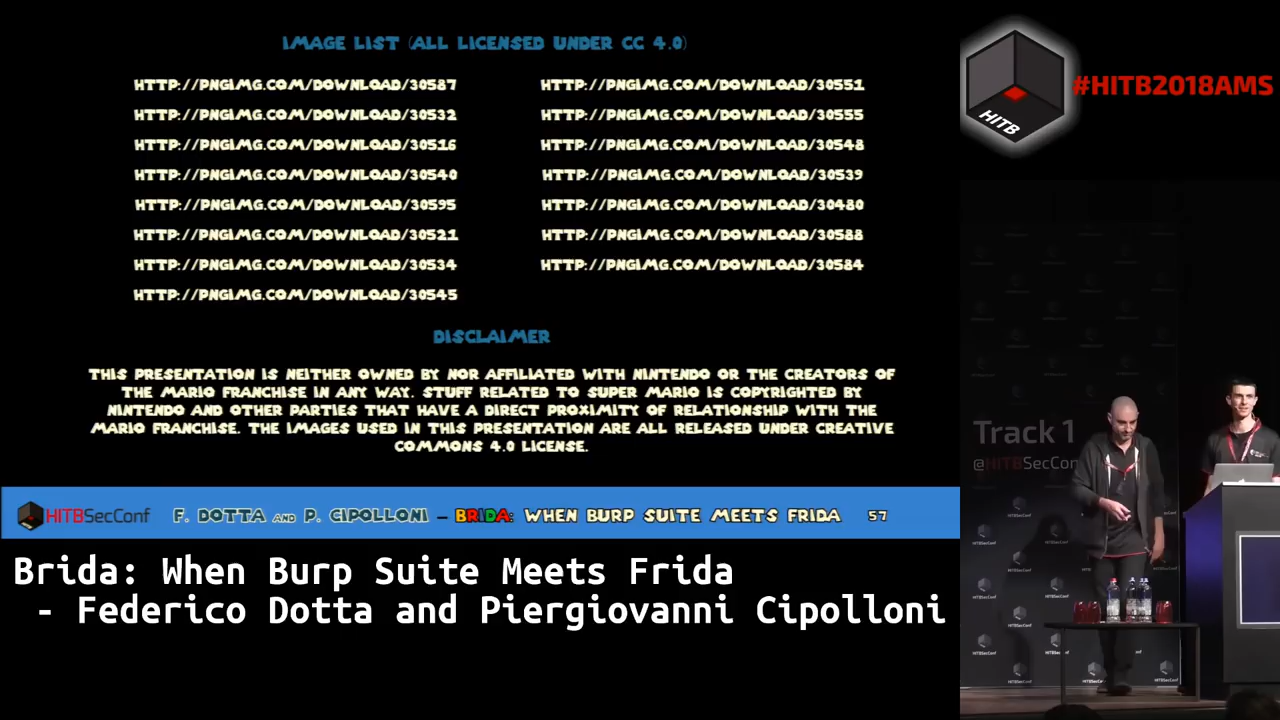 IMAGE LIST (ALL LICENSED UNDER CC 4.0)
HTTP://PNGIMG.COM/DOWNLOAD/30587
HTTP://PNGIMG.COM/DOWNLOAD/30532
HTTP://PNGIMG.COM/DOWNLOAD/30516
HTTP://PNGIMG.COM/DOWNLOAD/30540
HTTP://PNGIMG.COM/DOWNLOAD/30595
HTTP://PNGIMG.COM/DOWNLOAD/30521
HTTP://PNGIMG.COM/DOWNLOAD/30534
HTTP://PNGIMG.COM/DOWNLOAD/30545
HTTP://PNGIMG.COM/DOWNLOAD/30551
HTTP://PNGIMG.COM/DOWNLOAD/30555
HTTP://PNGIMG.COM/DOWNLOAD/30548
HTTP://PNGIMG.COM/DOWNLOAD/30539
HTTP://PNGIMG.COM/DOWNLOAD/30480
HTTP://PNGIMG.COM/DOWNLOAD/30588
HTTP://PNGIMG.COM/DOWNLOAD/30584
DISCLAIMER
THIS PRESENTATION IS NEITHER OWNED BY NOR AFFILIATED WITH NINTENDO OR THE CREATORS OF
THE MARIO FRANCHISE IN ANY WAY. STUFF RELATED TO SUPER MARIO IS COPYRIGHTED BY
NINTENDO AND OTHER PARTIES THAT HAVE A DIRECT PROXIMITY OF RELATIONSHIP WITH THE
MARIO FRANCHISE. THE IMAGES USED IN THIS PRESENTATION ARE ALL RELEASED UNDER CREATIVE
COMMONS 4.0 LICENSE.
HITBSecConf F. DOTTA AND P. CIPOLLONI – BRIDA: WHEN BURP SUITE MEETS FRIDA 57
Brida: When Burp Suite Meets Frida
- Federico Dotta and Piergiovanni Cipolloni
HITB
#HITB2018AMS
Track 1
@HITBSecCon